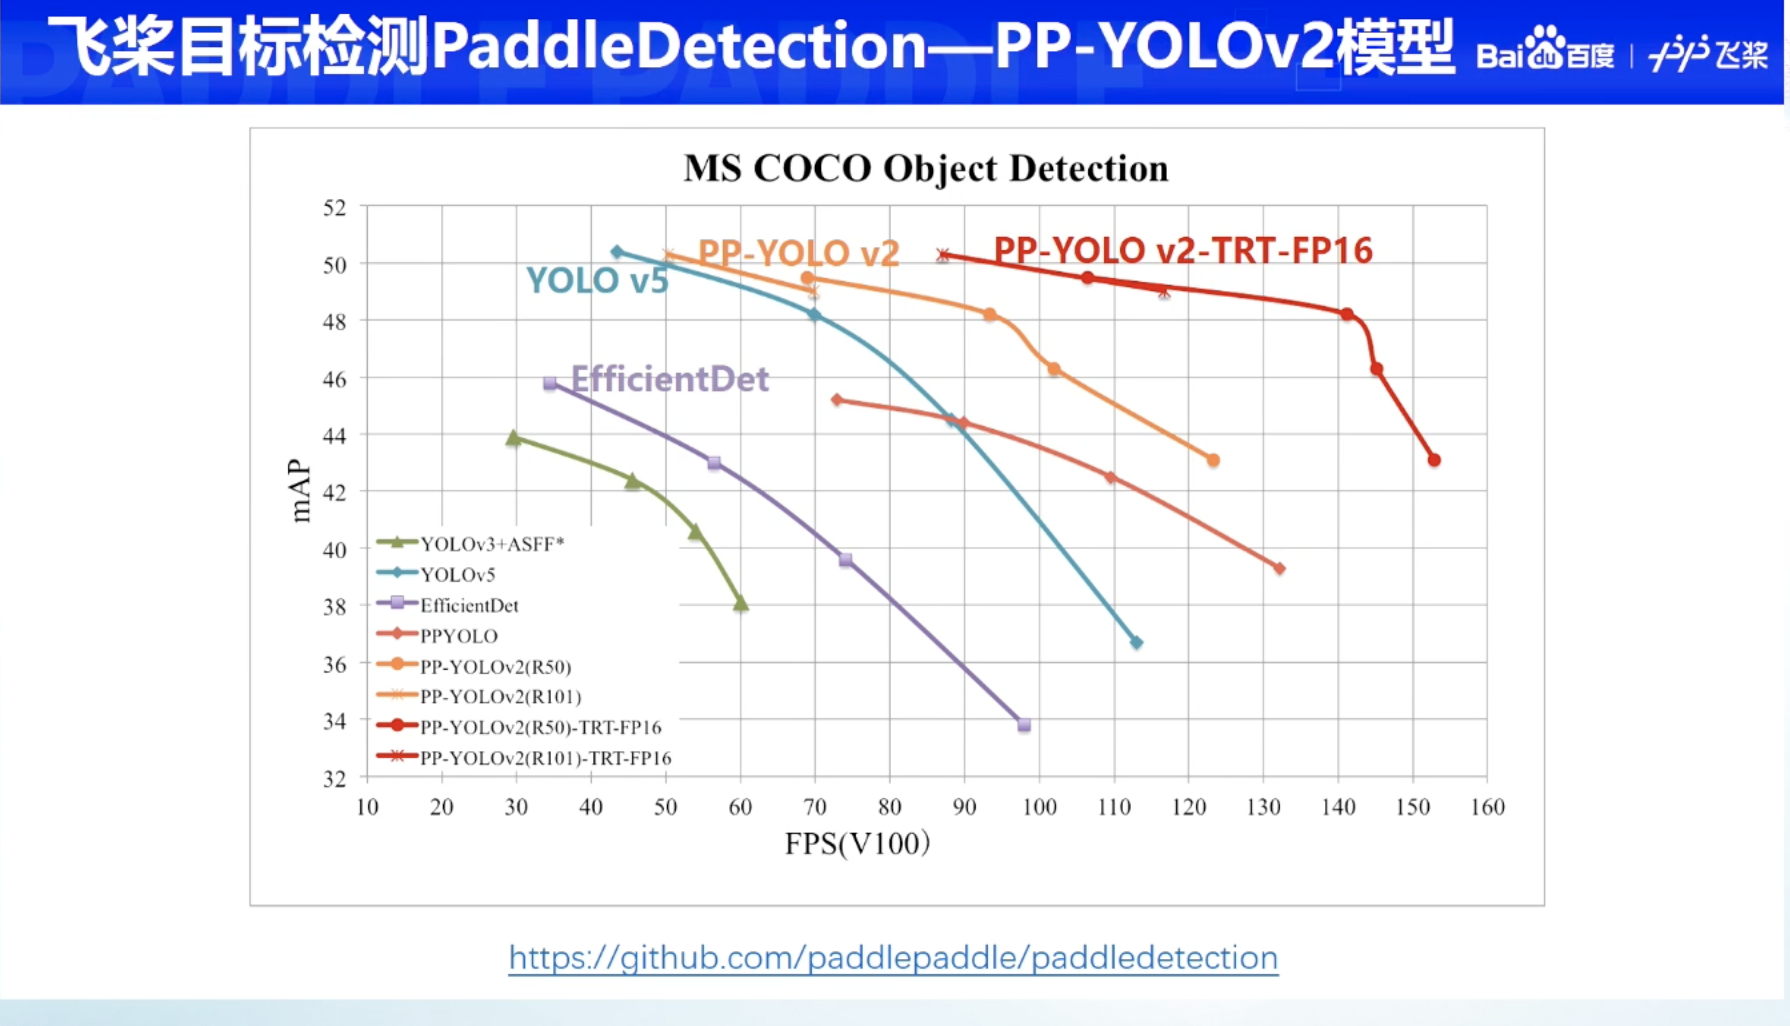 飞桨目标检测PaddleDetection—PP-YOLOv2模型
Bai du 百度 | 飞桨
MS COCO Object Detection
52
50
48
46
44
42
40
38
36
34
32
mAP
YOLO v5
PP-YOLO v2
PP-YOLO v2-TRT-FP16
EfficientDet
YOLOv3+ASFF*
YOLOv5
EfficientDet
PPYOLO
PP-YOLOv2(R50)
PP-YOLOv2(R101)
PP-YOLOv2(R50)-TRT-FP16
PP-YOLOv2(R101)-TRT-FP16
10 20 30 40 50 60 70 80 90 100 110 120 130 140 150 160
FPS(V100)
https://github.com/paddlepaddle/paddledetection